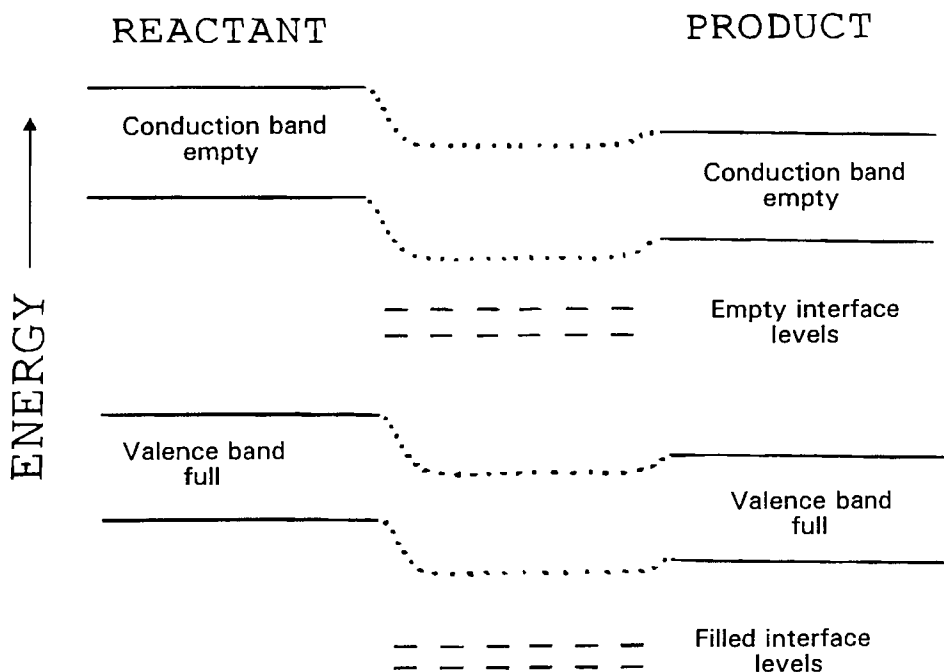 REACTANT
PRODUCT
Conduction band
empty
Conduction band
empty
ENERGY
Empty interface
levels
Valence band
full
Valence band
full
Filled interface
levels